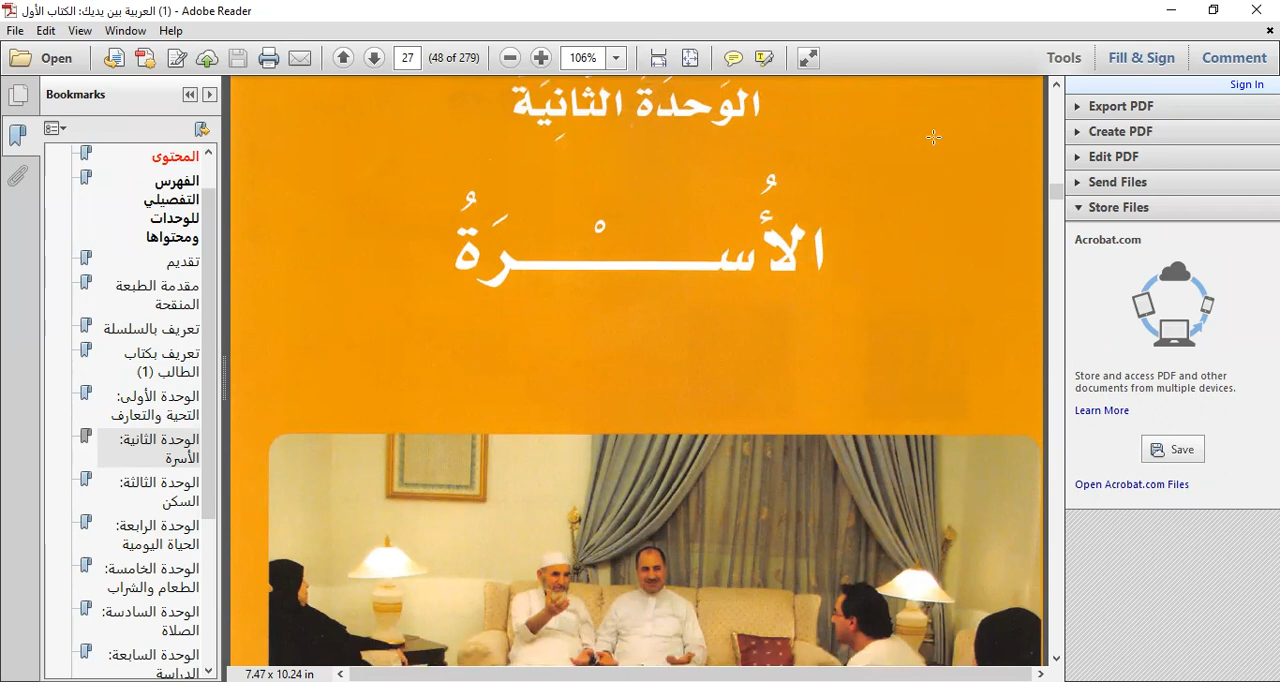 (1) العربية بين يديك: الكتاب الأول - Adobe Reader
File Edit View Window Help
Open 27 (48 of 279) 106% Tools Fill & Sign Comment
Bookmarks
المحتوى
الفهرس
التفصيلي
للوحدات
ومحتواها
تقديم
مقدمة الطبعة
المنقحة
تعريف بالسلسلة
تعريف بكتاب
الطالب (1)
الوحدة الأولى:
التحية والتعارف
الوحدة الثانية:
الأسرة
الوحدة الثالثة:
السكن
الوحدة الرابعة:
الحياة اليومية
الوحدة الخامسة:
الطعام والشراب
الوحدة السادسة:
الصلاة
الوحدة السابعة:
الدراسة
الوَحدَة الثَّانِيَة
الأُســـــــْـــــــرَةُ
7.47 x 10.24 in
Sign In
Export PDF
Create PDF
Edit PDF
Send Files
Store Files
Acrobat.com
Store and access PDF and other
documents from multiple devices.
Learn More
Save
Open Acrobat.com Files